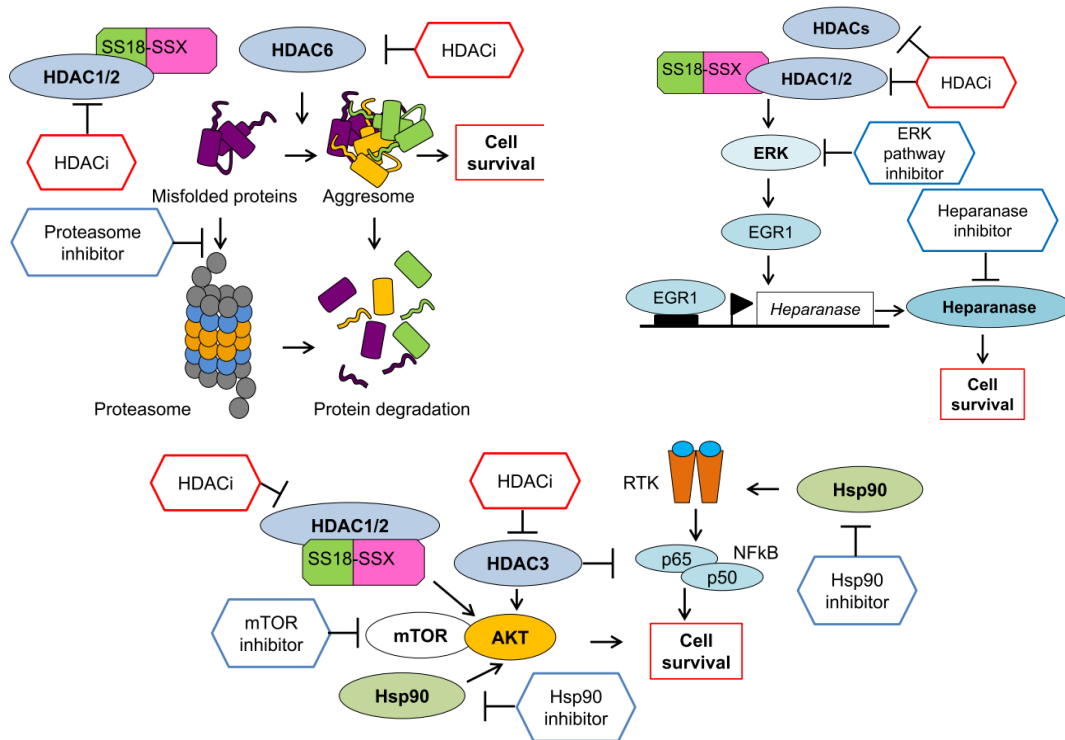 SS18-SSX
HDAC1/2
HDACi
HDAC6
HDACi
Misfolded proteins
Aggresome
Cell
survival
Proteasome
inhibitor
Proteasome
Protein degradation
HDACs
SS18-SSX
HDAC1/2
HDACi
ERK
ERK
pathway
inhibitor
EGR1
Heparanase
inhibitor
EGR1
Heparanase
Heparanase
Cell
survival
HDACi
HDAC1/2
SS18-SSX
HDACi
HDAC3
RTK
Hsp90
p65
NFkB
p50
Hsp90
inhibitor
mTOR
inhibitor
mTOR
AKT
Cell
survival
Hsp90
Hsp90
inhibitor